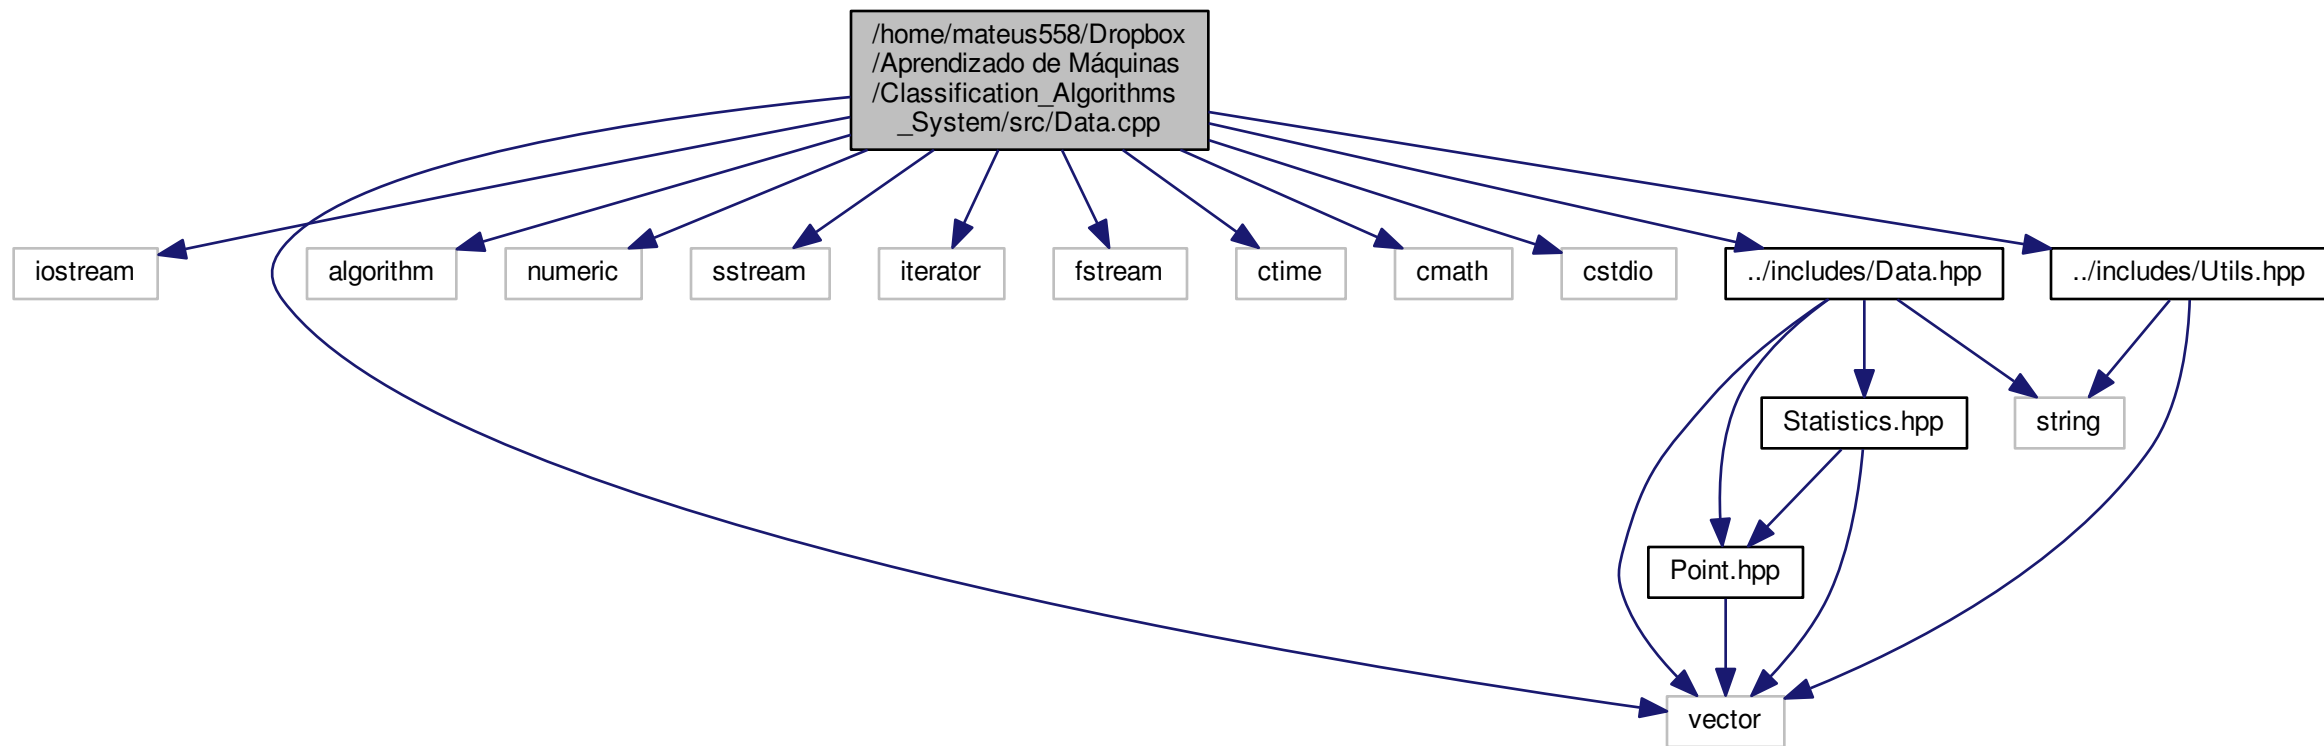 /home/mateus558/Dropbox
/Aprendizado de Máquinas
/Classification_Algorithms
_System/src/Data.cpp
iostream
algorithm
numeric
sstream
iterator
fstream
ctime
cmath
cstdio
../includes/Data.hpp
../includes/Utils.hpp
Statistics.hpp
string
Point.hpp
vector